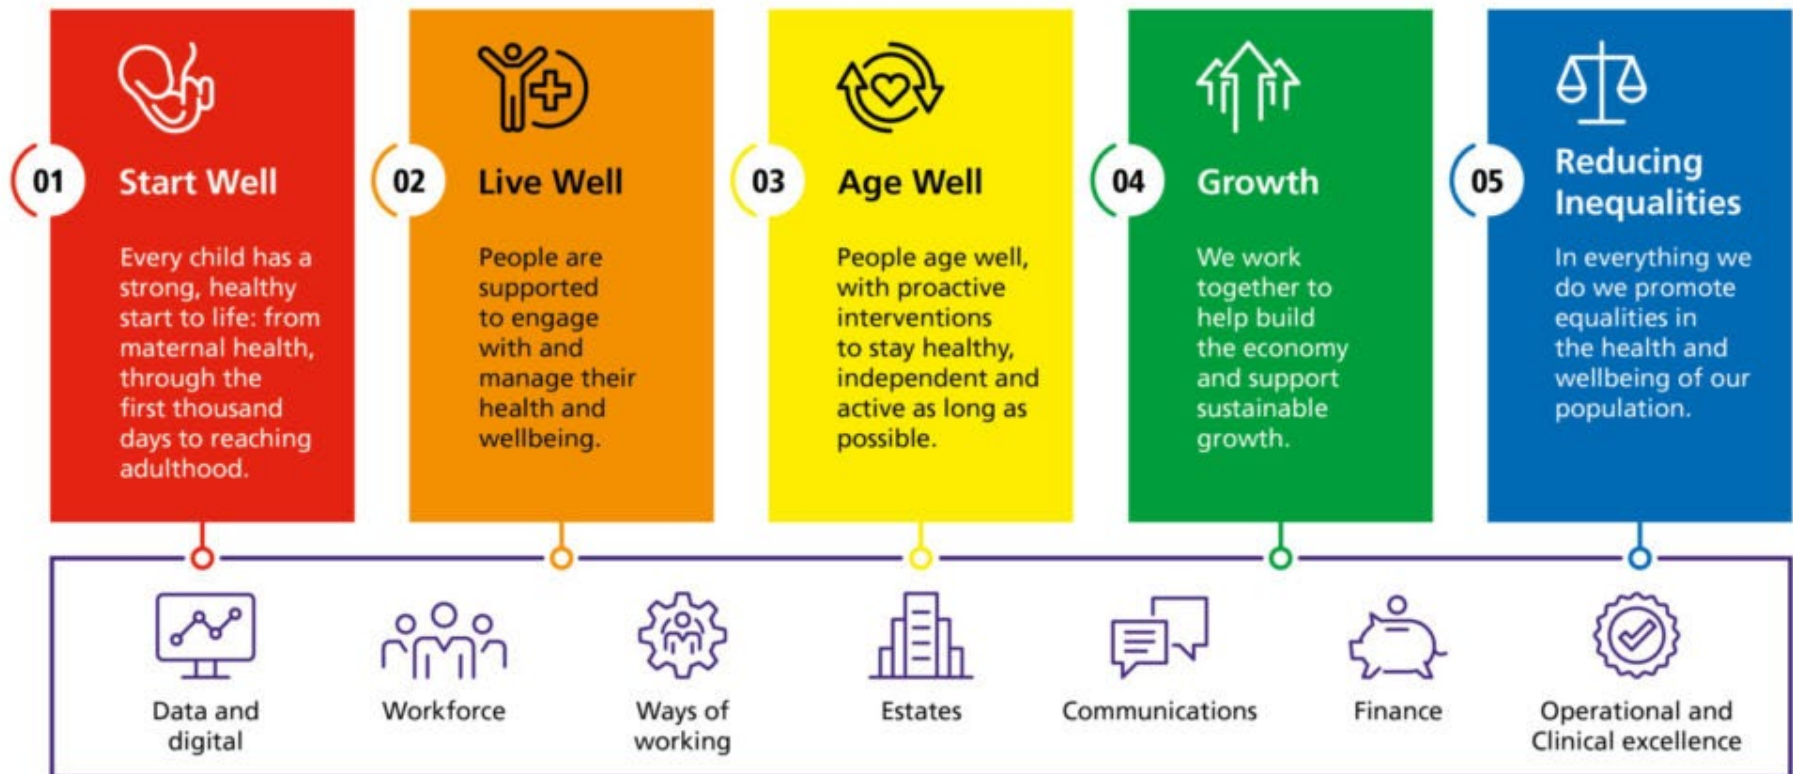 01
Start Well
Every child has a
strong, healthy
start to life: from
maternal health,
through the
first thousand
days to reaching
adulthood.
02
Live Well
People are
supported
to engage
with and
manage their
health and
wellbeing.
03
Age Well
People age well,
with proactive
interventions
to stay healthy,
independent and
active as long as
possible.
04
Growth
We work
together to
help build
the economy
and support
sustainable
growth.
05
Reducing
Inequalities
In everything we
do we promote
equalities in
the health and
wellbeing of our
population.
Data and
digital
Workforce
Ways of
working
Estates
Communications
Finance
Operational and
Clinical excellence